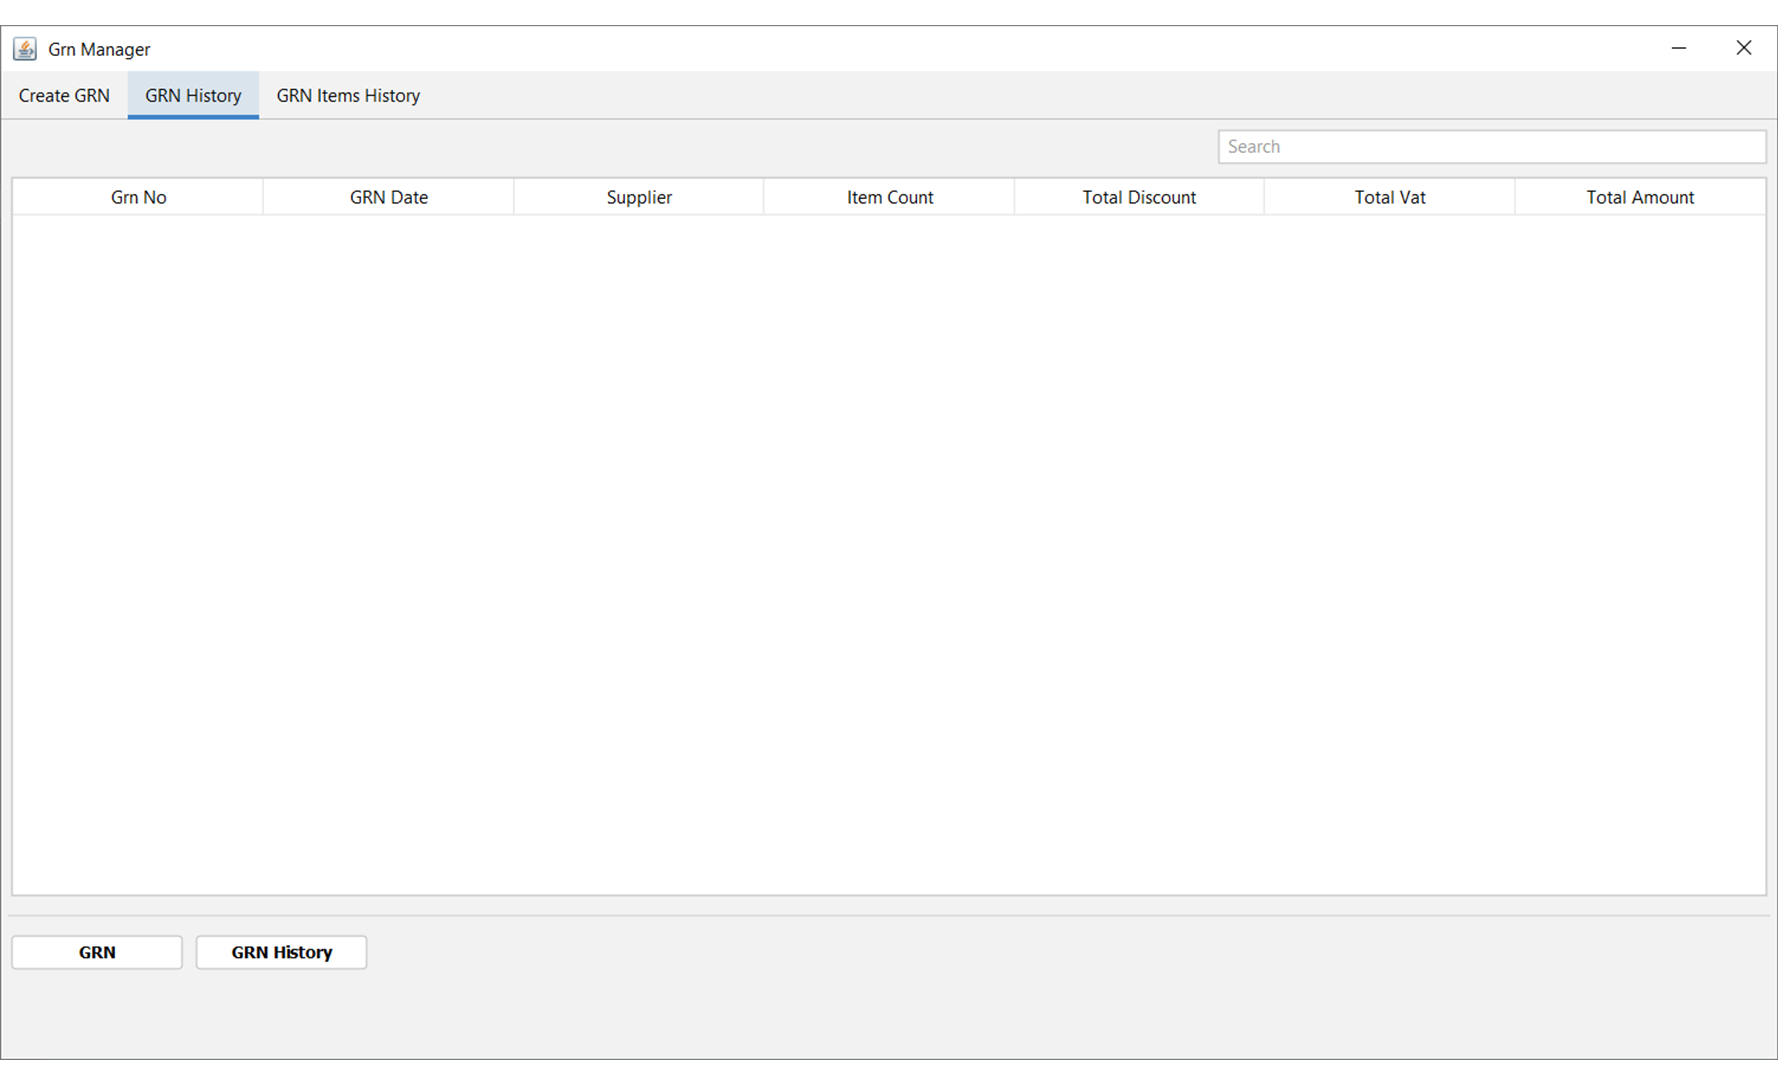 Grn Manager
Create GRN GRN History GRN Items History
Search
Grn No GRN Date Supplier Item Count Total Discount Total Vat Total Amount
GRN GRN History